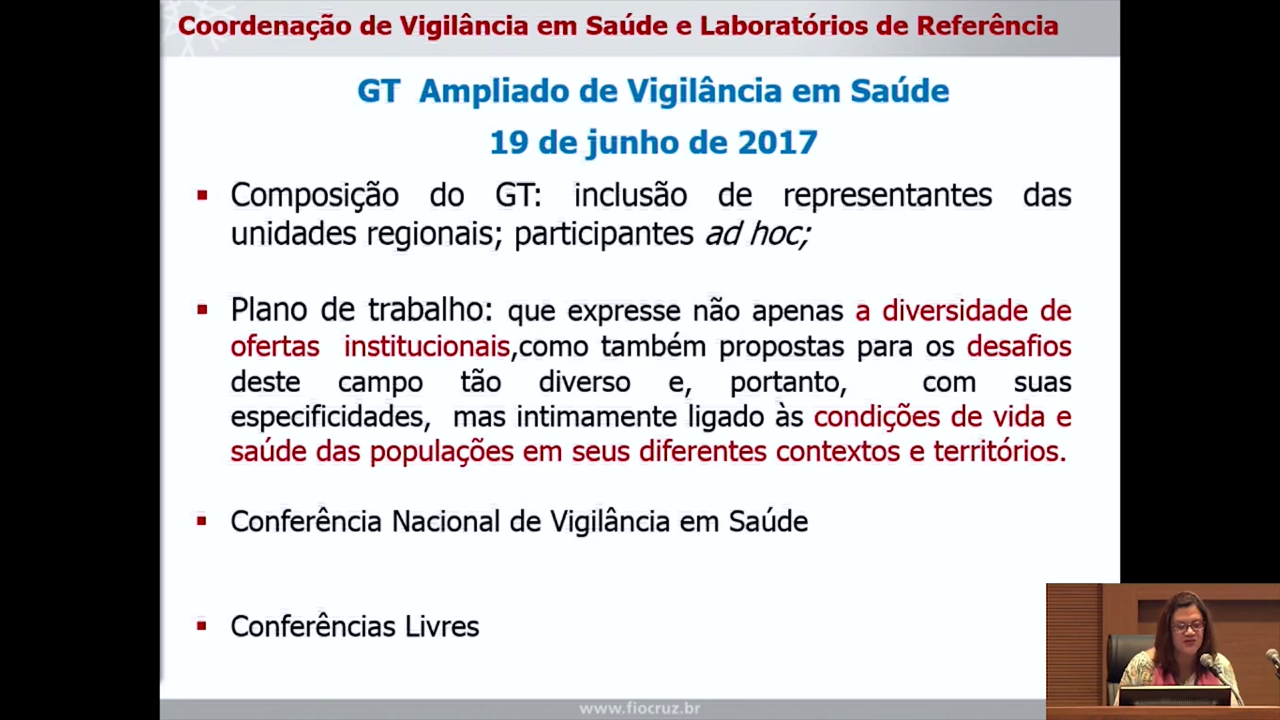 Coordenação de Vigilância em Saúde e Laboratórios de Referência
GT Ampliado de Vigilância em Saúde
19 de junho de 2017
▪ Composição do GT: inclusão de representantes das
unidades regionais; participantes ad hoc;
▪ Plano de trabalho: que expresse não apenas a diversidade de
ofertas institucionais,como também propostas para os desafios
deste campo tão diverso e, portanto, com suas
especificidades, mas intimamente ligado às condições de vida e
saúde das populações em seus diferentes contextos e territórios.
▪ Conferência Nacional de Vigilância em Saúde
▪ Conferências Livres
www.fiocruz.br